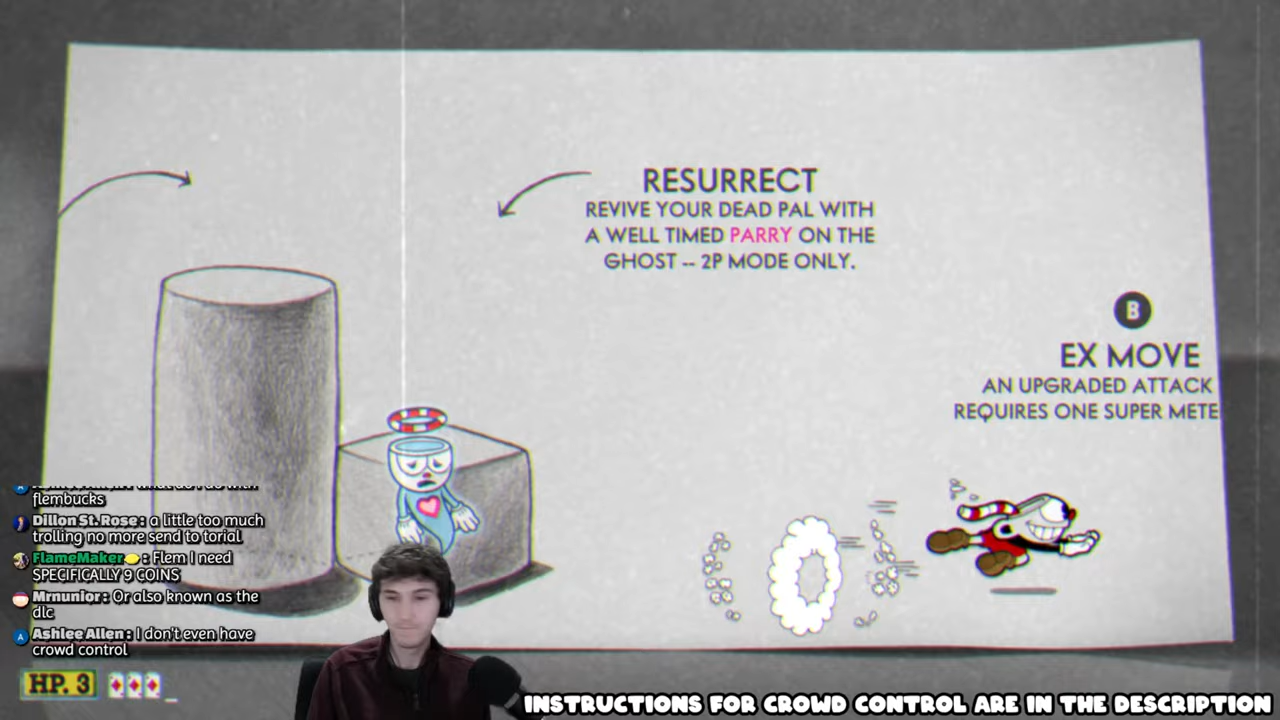 RESURRECT
REVIVE YOUR DEAD PAL WITH
A WELL TIMED PARRY ON THE
GHOST -- 2P MODE ONLY.
B
EX MOVE
AN UPGRADED ATTACK
REQUIRES ONE SUPER METE
flembucks
Dillon St. Rose : a little too much
trolling no more send to torial
FlameMaker🍋 : Flem I need
SPECIFICALLY 9 COINS
Mrnunior : Or also known as the
dlc
Ashlee Allen : I don't even have
crowd control
HP. 3
INSTRUCTIONS FOR CROWD CONTROL ARE IN THE DESCRIPTION